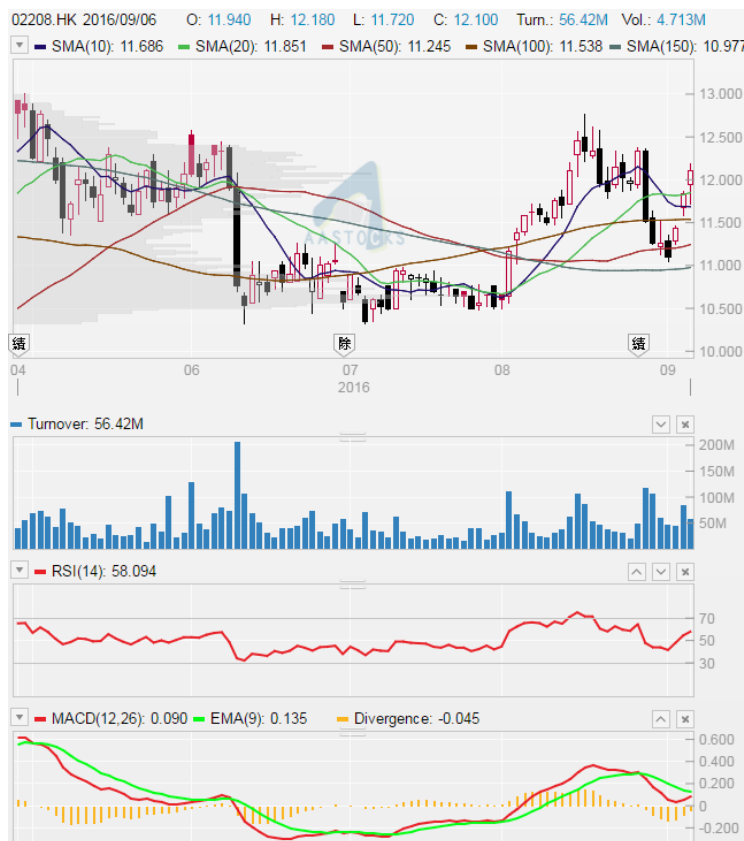 02208.HK 2016/09/06 O: 11.940 H: 12.180 L: 11.720 C: 12.100 Turn.: 56.42M Vol.: 4.713M
SMA(10): 11.686 SMA(20): 11.851 SMA(50): 11.245 SMA(100): 11.538 SMA(150): 10.977
13.000
12.500
12.000
AASTOCKS
11.500
11.000
10.500
績 除 績
10.000
04 06 07 08 09
2016
Turnover: 56.42M
200M
150M
100M
50M
RSI(14): 58.094
70
50
30
MACD(12,26): 0.090 EMA(9): 0.135 Divergence: -0.045
0.600
0.400
0.200
0
-0.200